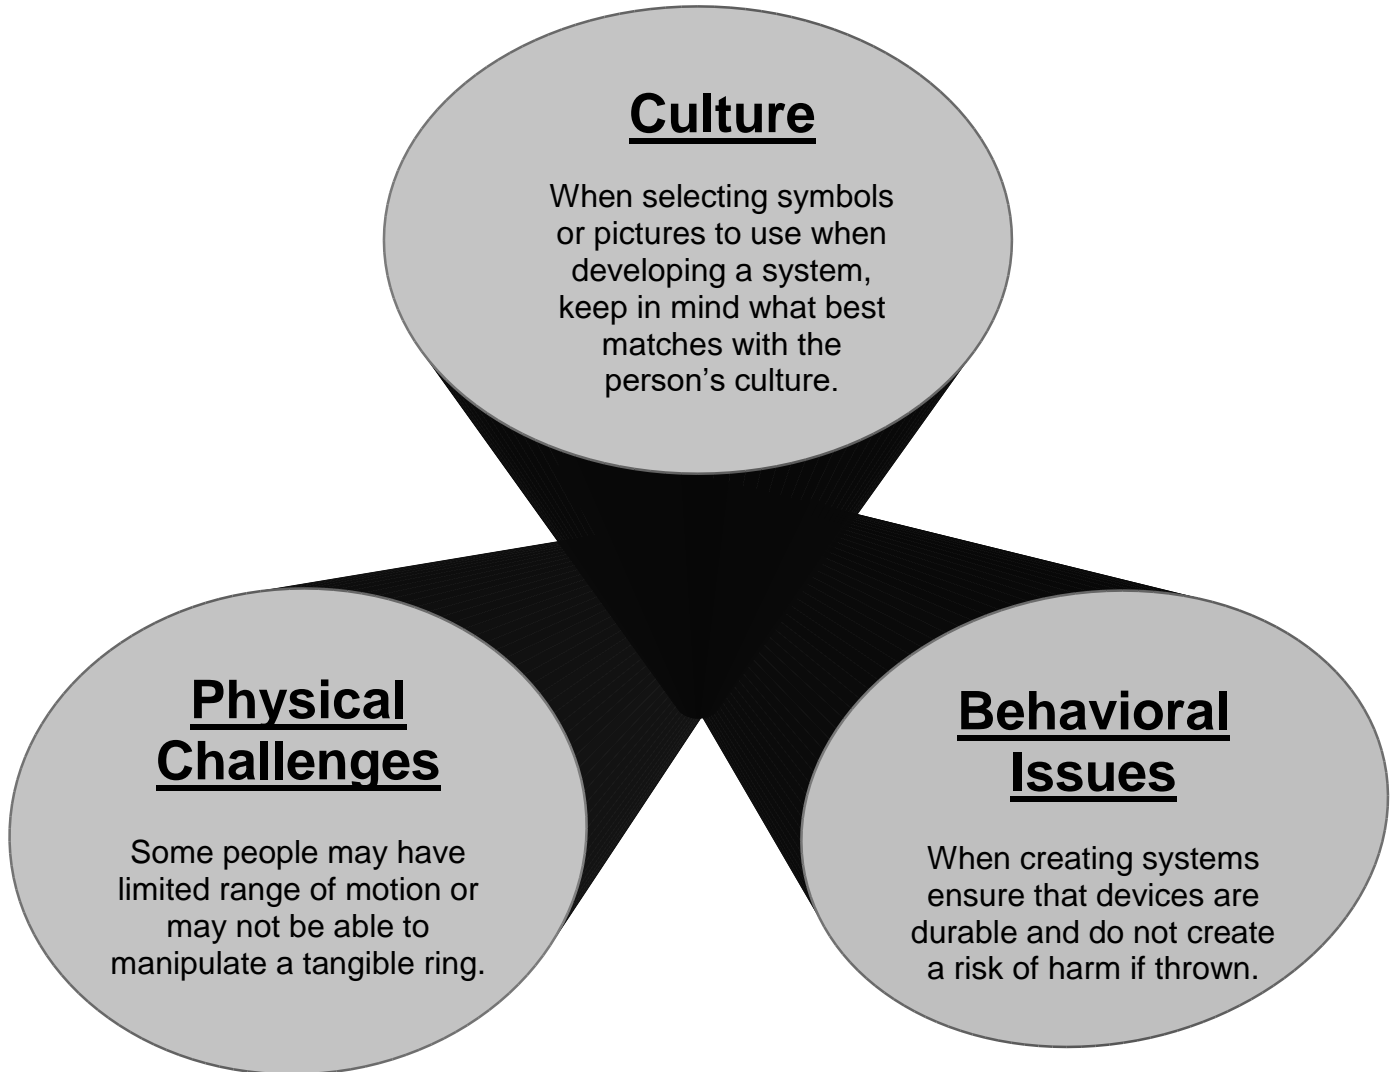 Culture
When selecting symbols
or pictures to use when
developing a system,
keep in mind what best
matches with the
person’s culture.
Physical
Challenges
Some people may have
limited range of motion or
may not be able to
manipulate a tangible ring.
Behavioral
Issues
When creating systems
ensure that devices are
durable and do not create
a risk of harm if thrown.